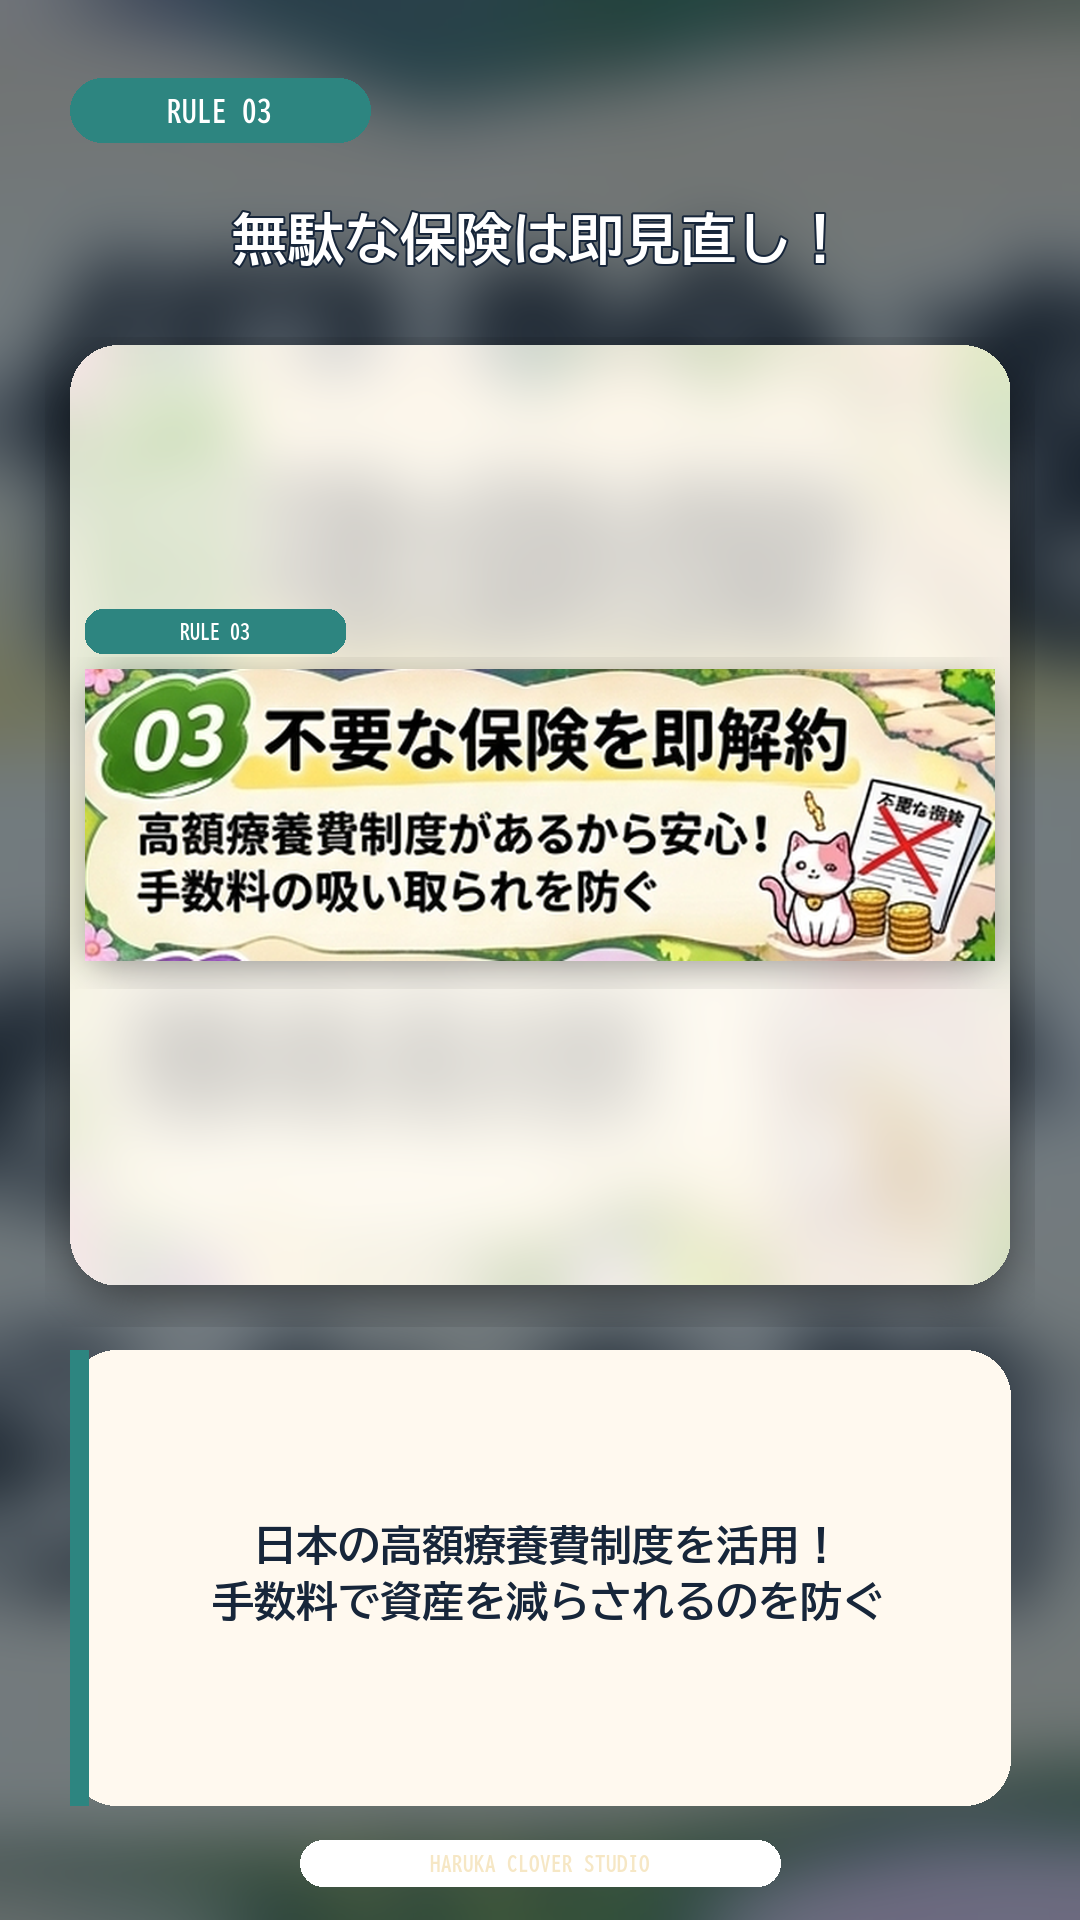 RULE 03
無駄な保険は即見直し！
RULE 03
03 不要な保険を即解約
高額療養費制度があるから安心！
手数料の吸い取られを防ぐ
日本の高額療養費制度を活用！
手数料で資産を減らされるのを防ぐ
HARUKA CLOVER STUDIO